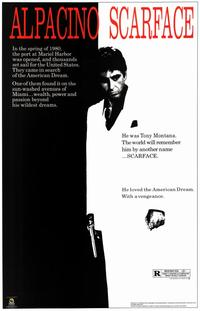 AL PACINO SCARFACE
In the spring of 1980,
the port at Mariel Harbor
was opened, and thousands
set sail for the United States.
They came in search
of the American Dream.
One of them found it on the
sun-washed avenues of
Miami...wealth, power and
passion beyond
his wildest dreams.
He was Tony Montana.
The world will remember
him by another name
...SCARFACE.
He loved the American Dream.
With a vengeance.
R